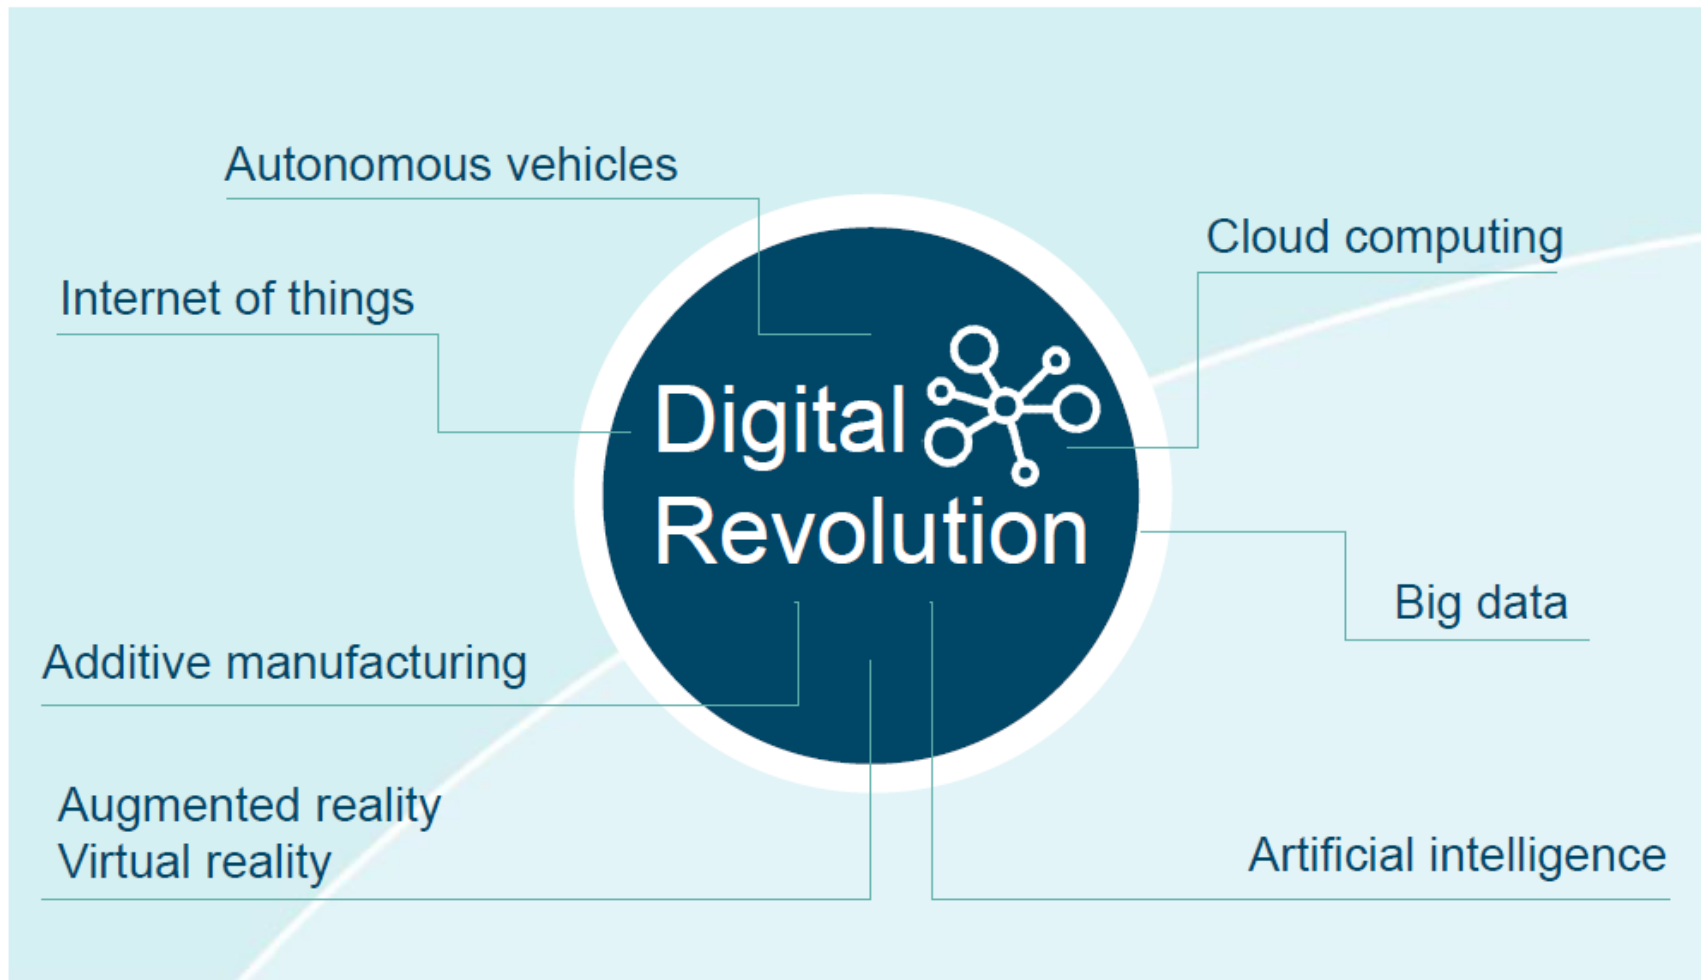 Autonomous vehicles
Cloud computing
Internet of things
Digital
Revolution
Big data
Additive manufacturing
Augmented reality
Virtual reality
Artificial intelligence